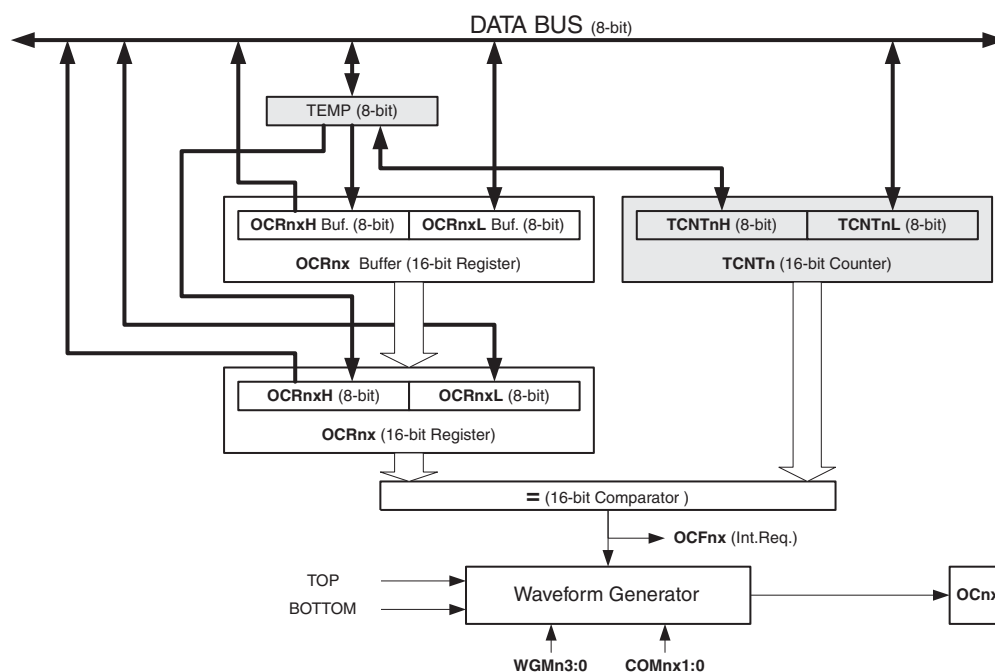 DATA BUS (8-bit)
TEMP (8-bit)
OCRnxH Buf. (8-bit)
OCRnxL Buf. (8-bit)
OCRnx Buffer (16-bit Register)
TCNTnH (8-bit)
TCNTnL (8-bit)
TCNTn (16-bit Counter)
OCRnxH (8-bit)
OCRnxL (8-bit)
OCRnx (16-bit Register)
= (16-bit Comparator )
OCFnx (Int.Req.)
TOP
BOTTOM
Waveform Generator
OCnx
WGMn3:0
COMnx1:0